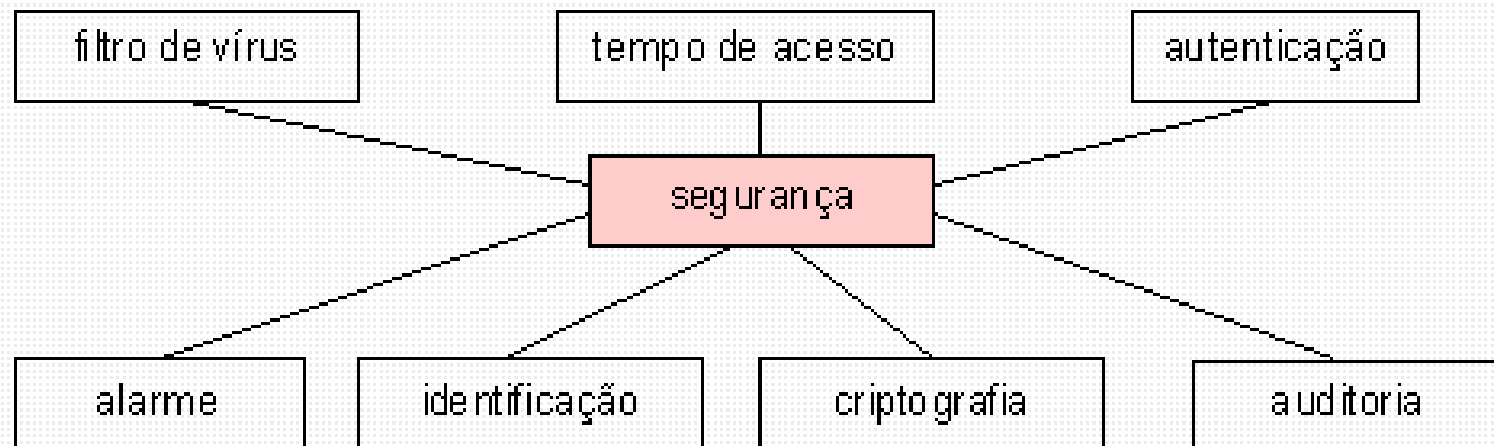 filtro de vírus
tempo de acesso
autenticação
segurança
alarme
identificação
criptografia
auditoria